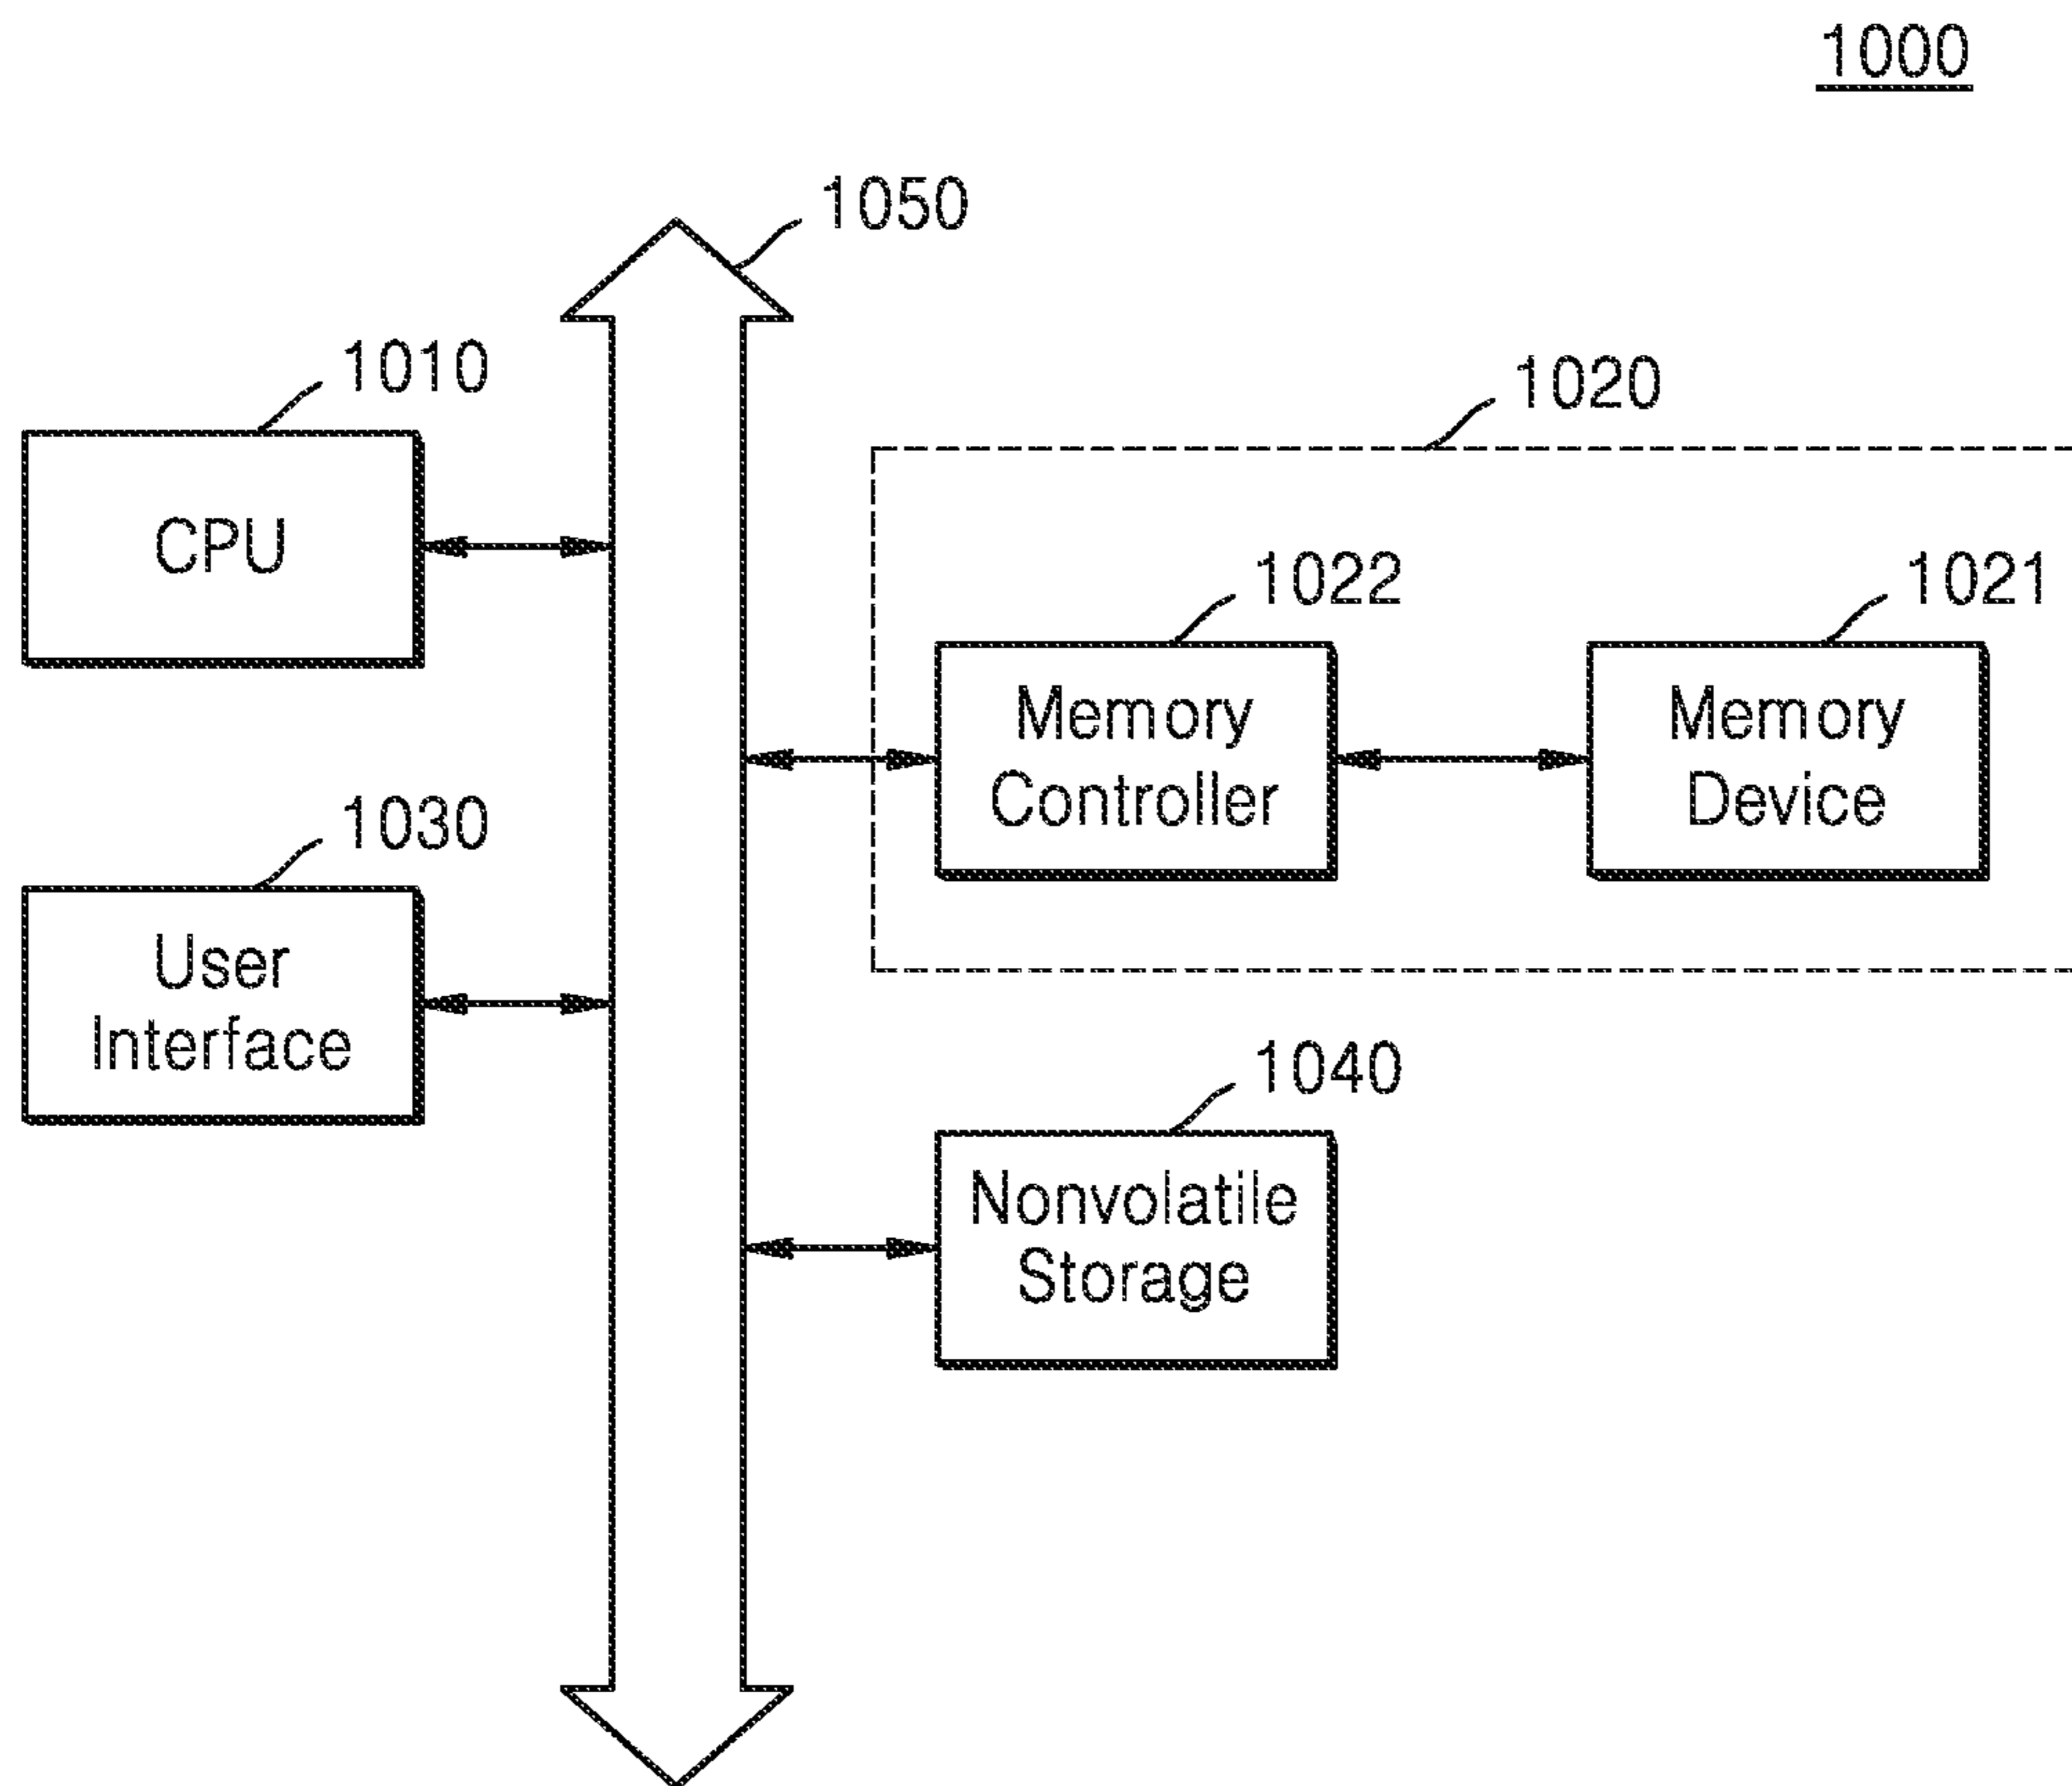 1000
1050
1010
CPU
1020
1022
1021
Memory
Controller
Memory
Device
1030
User
Interface
1040
Nonvolatile
Storage